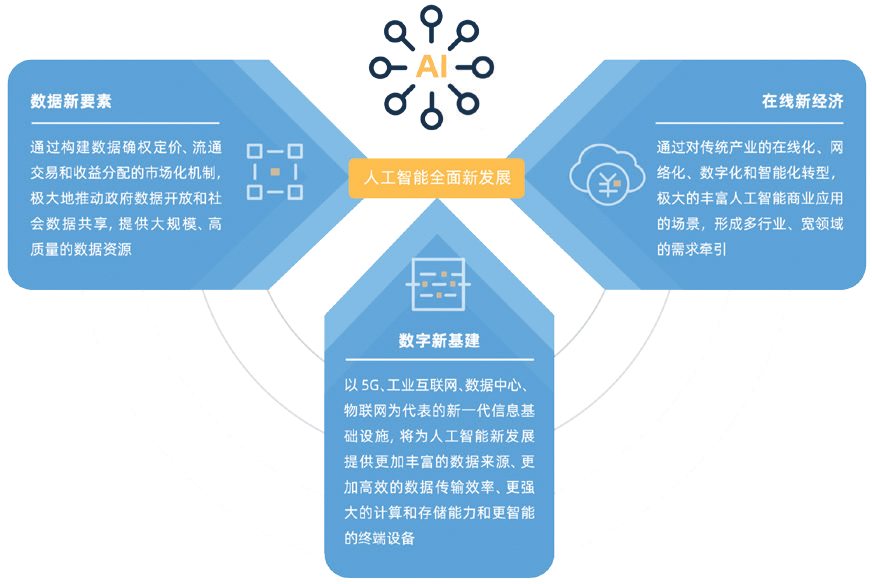 AI
人工智能全面新发展
数据新要素
通过构建数据确权定价、流通
交易和收益分配的市场化机制,
极大地推动政府数据开放和社
会数据共享, 提供大规模、高
质量的数据资源
在线新经济
通过对传统产业的在线化、网
络化、数字化和智能化转型,
极大的丰富人工智能商业应用
的场景, 形成多行业、宽领域
的需求牵引
数字新基建
以 5G、工业互联网、数据中心、
物联网为代表的新一代信息基
础设施, 将为人工智能新发展
提供更加丰富的数据来源、更
加高效的数据传输效率、更强
大的计算和存储能力和更智能
的终端设备